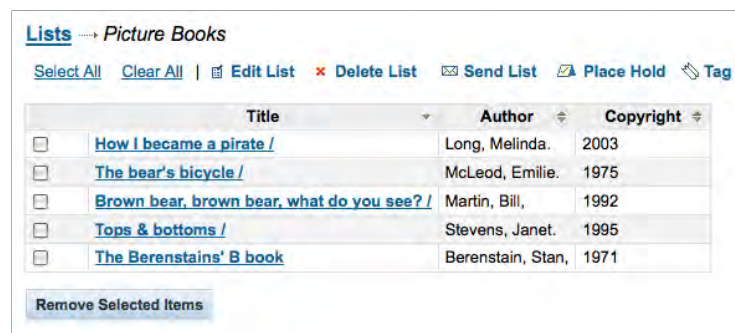 Lists → Picture Books
Select All Clear All | Edit List Delete List Send List Place Hold Tag
Title Author Copyright
How I became a pirate / Long, Melinda. 2003
The bear's bicycle / McLeod, Emilie. 1975
Brown bear, brown bear, what do you see? / Martin, Bill, 1992
Tops & bottoms / Stevens, Janet. 1995
The Berenstains' B book Berenstain, Stan, 1971
Remove Selected Items